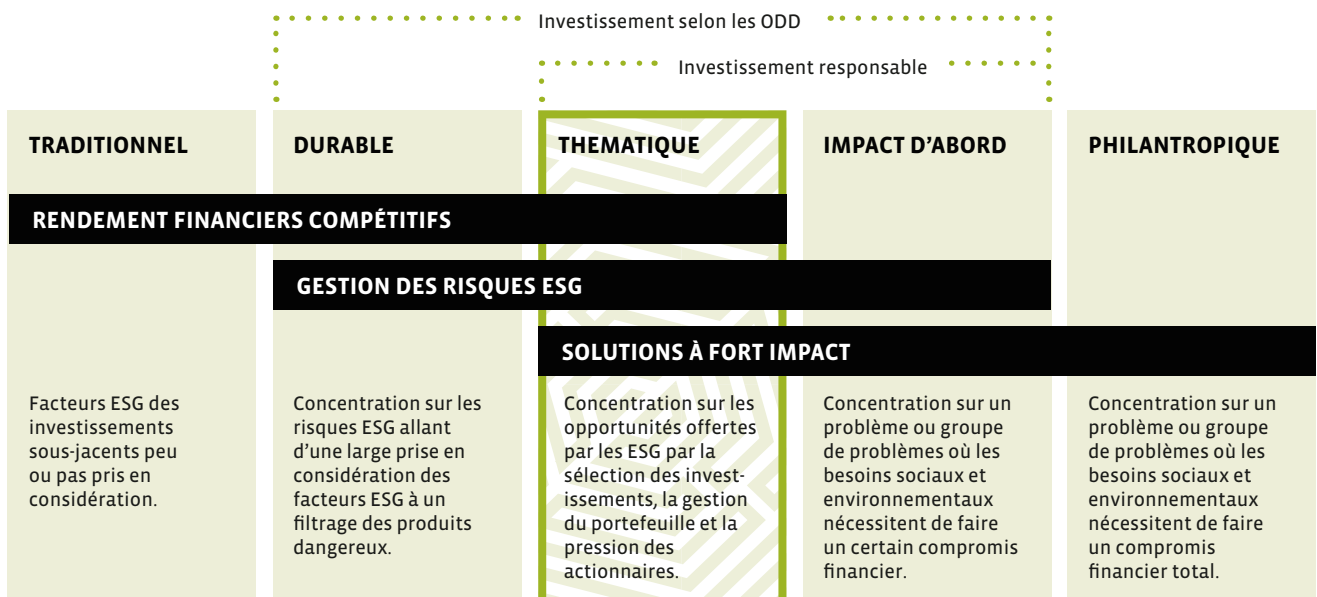 Investissement selon les ODD
Investissement responsable
TRADITIONNEL
DURABLE
THEMATIQUE
IMPACT D'ABORD
PHILANTROPIQUE
RENDEMENT FINANCIERS COMPÉTITIFS
GESTION DES RISQUES ESG
SOLUTIONS À FORT IMPACT
Facteurs ESG des
investissements
sous-jacents peu
ou pas pris en
considération.
Concentration sur les
risques ESG allant
d'une large prise en
considération des
facteurs ESG à un
filtrage des produits
dangereux.
Concentration sur les
opportunités offertes
par les ESG par la
sélection des invest-
issements, la gestion
du portefeuille et la
pression des
actionnaires.
Concentration sur un
problème ou groupe
de problèmes où les
besoins sociaux et
environnementaux
nécessitent de faire
un certain compromis
financier.
Concentration sur un
problème ou groupe
de problèmes où les
besoins sociaux et
environnementaux
nécessitent de faire
un compromis
financier total.